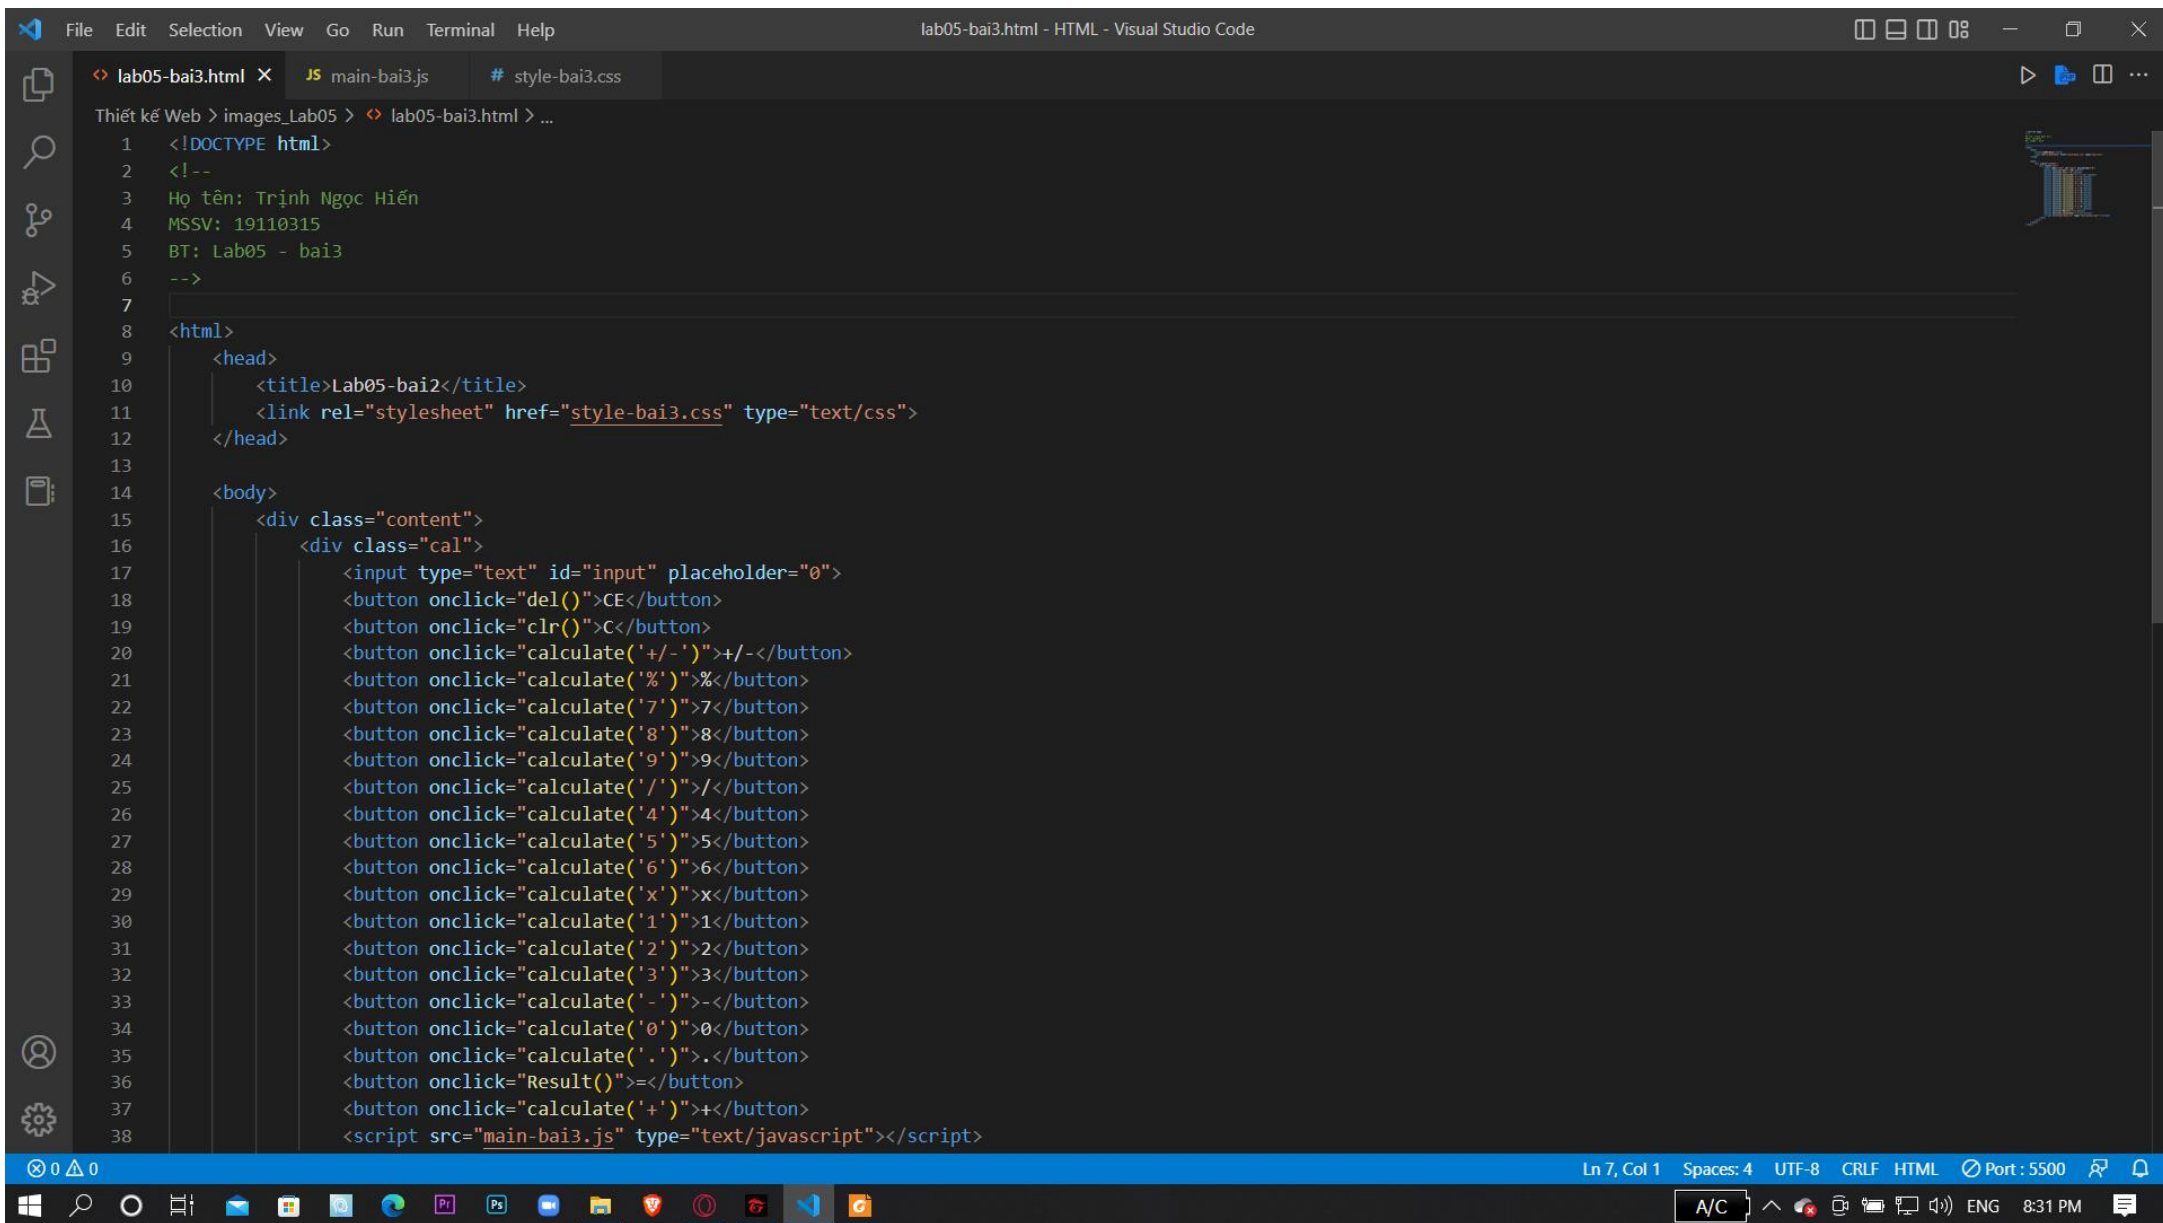 File Edit Selection View Go Run Terminal Help
lab05-bai3.html - HTML - Visual Studio Code
lab05-bai3.html
JS main-bai3.js
# style-bai3.css
Thiết kế Web > images_Lab05 > lab05-bai3.html > ...
1 <!DOCTYPE html>
2 <!--
3 Họ tên: Trịnh Ngọc Hiến
4 MSSV: 19110315
5 BT: Lab05 - bai3
6 -->
7
8 <html>
9 <head>
10 <title>Lab05-bai2</title>
11 <link rel="stylesheet" href="style-bai3.css" type="text/css">
12 </head>
13
14 <body>
15 <div class="content">
16 <div class="cal">
17 <input type="text" id="input" placeholder="0">
18 <button onclick="del()">CE</button>
19 <button onclick="clr()">C</button>
20 <button onclick="calculate('+/-')">+/-</button>
21 <button onclick="calculate('%')">%</button>
22 <button onclick="calculate('7')">7</button>
23 <button onclick="calculate('8')">8</button>
24 <button onclick="calculate('9')">9</button>
25 <button onclick="calculate('/')">/</button>
26 <button onclick="calculate('4')">4</button>
27 <button onclick="calculate('5')">5</button>
28 <button onclick="calculate('6')">6</button>
29 <button onclick="calculate('x')">x</button>
30 <button onclick="calculate('1')">1</button>
31 <button onclick="calculate('2')">2</button>
32 <button onclick="calculate('3')">3</button>
33 <button onclick="calculate('-')">-</button>
34 <button onclick="calculate('0')">0</button>
35 <button onclick="calculate('.')">.</button>
36 <button onclick="Result()">=</button>
37 <button onclick="calculate('+')">+</button>
38 <script src="main-bai3.js" type="text/javascript"></script>
0 0
Ln 7, Col 1 Spaces: 4 UTF-8 CRLF HTML Port : 5500
Pr Ps
A/C ENG 8:31 PM